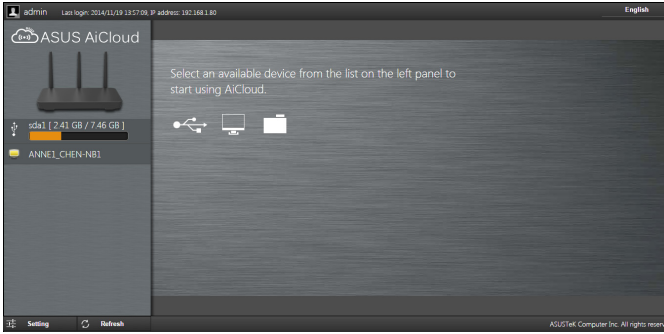 admin Last login: 2014/11/19 13:57:09, IP address: 192.168.1.80
English
ASUS AiCloud
Select an available device from the list on the left panel to
start using AiCloud.
sda1 [ 2.41 GB / 7.46 GB ]
ANNE1_CHEN-NB1
Setting Refresh
ASUSTeK Computer Inc. All rights reser